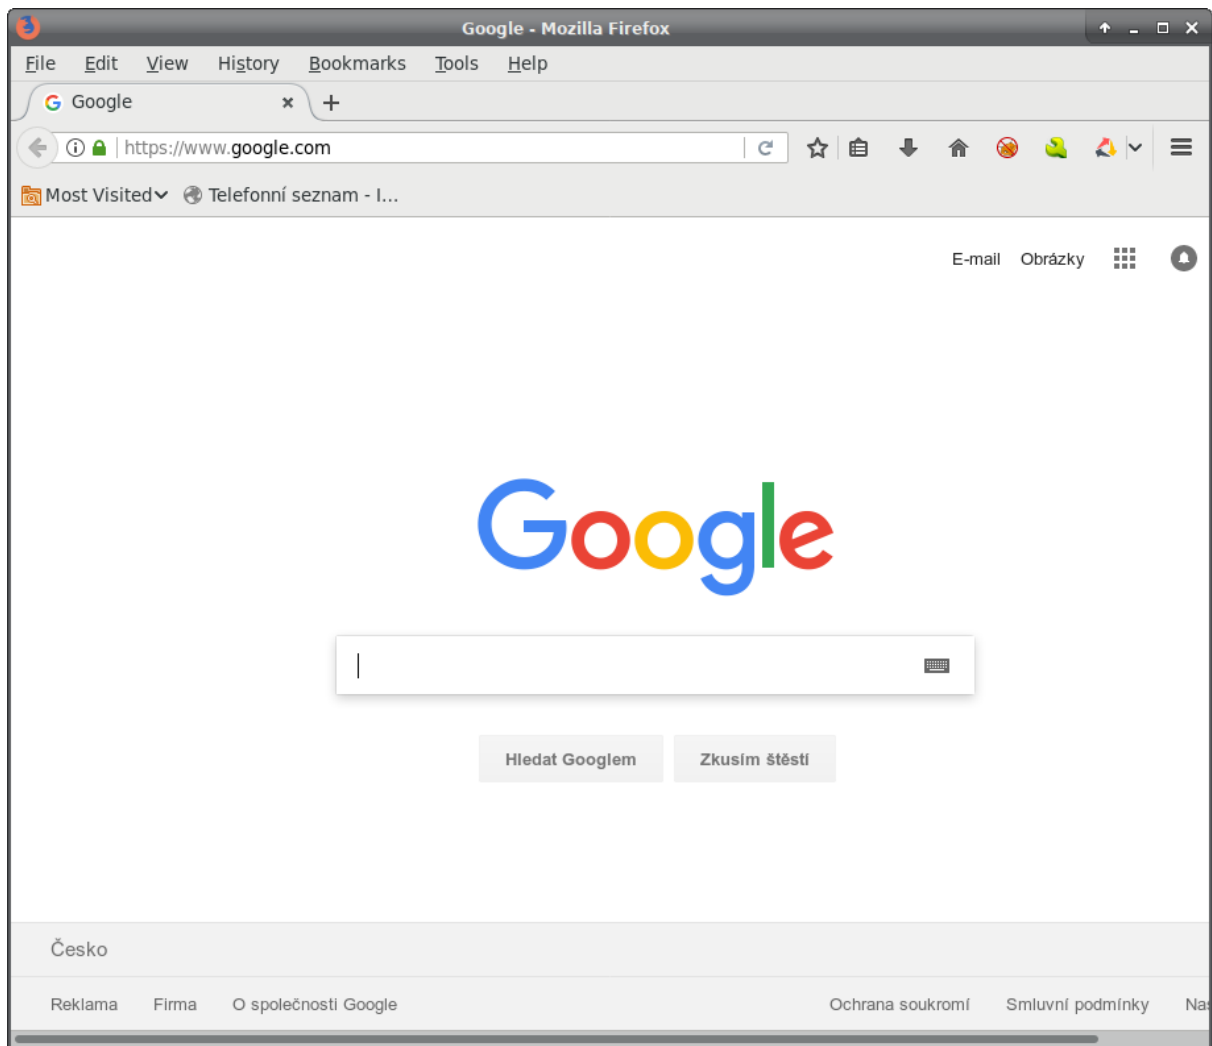 Google - Mozilla Firefox
File Edit View History Bookmarks Tools Help
Google
https://www.google.com
Most Visited Telefonní seznam - I...
E-mail Obrázky
Google
Hledat Googlem Zkusím štěstí
Česko
Reklama Firma O společnosti Google Ochrana soukromí Smluvní podmínky